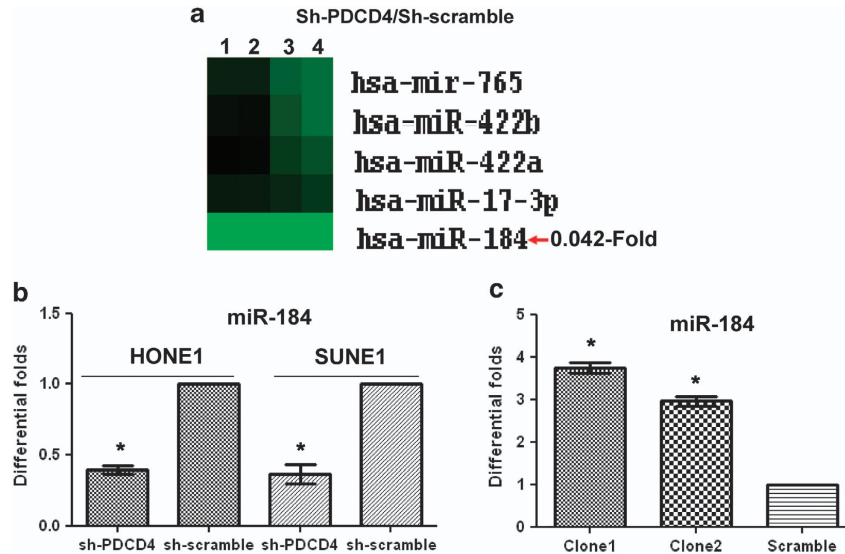 a
Sh-PDCD4/Sh-scramble
1 2 3 4
hsa-mir-765
hsa-miR-422b
hsa-miR-422a
hsa-miR-17-3p
hsa-miR-184 0.042-Fold
b
miR-184
HONE1 SUNE1
Differential folds
1.5
1.0
0.5
0.0
* *
sh-PDCD4 sh-scramble sh-PDCD4 sh-scramble
c
miR-184
Differential folds
5
4
3
2
1
0
* *
Clone1 Clone2 Scramble